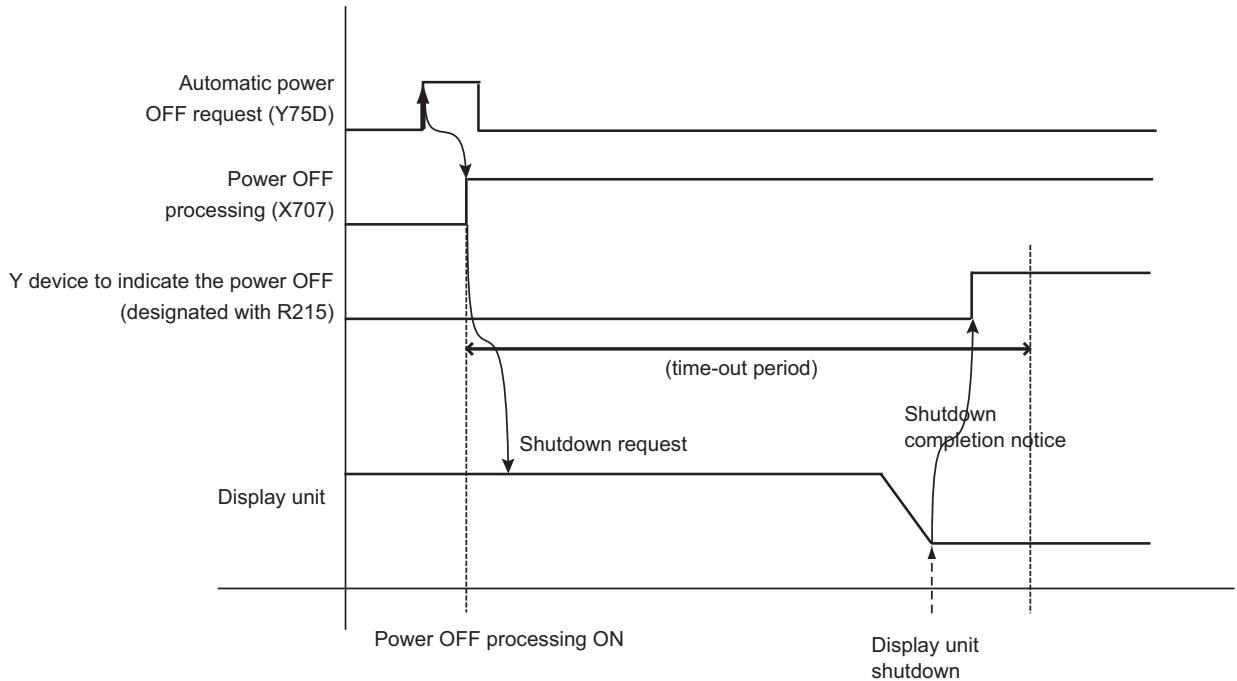 Automatic power
OFF request (Y75D)
Power OFF
processing (X707)
Y device to indicate the power OFF
(designated with R215)
(time-out period)
Shutdown
completion notice
Shutdown request
Display unit
Power OFF processing ON
Display unit
shutdown